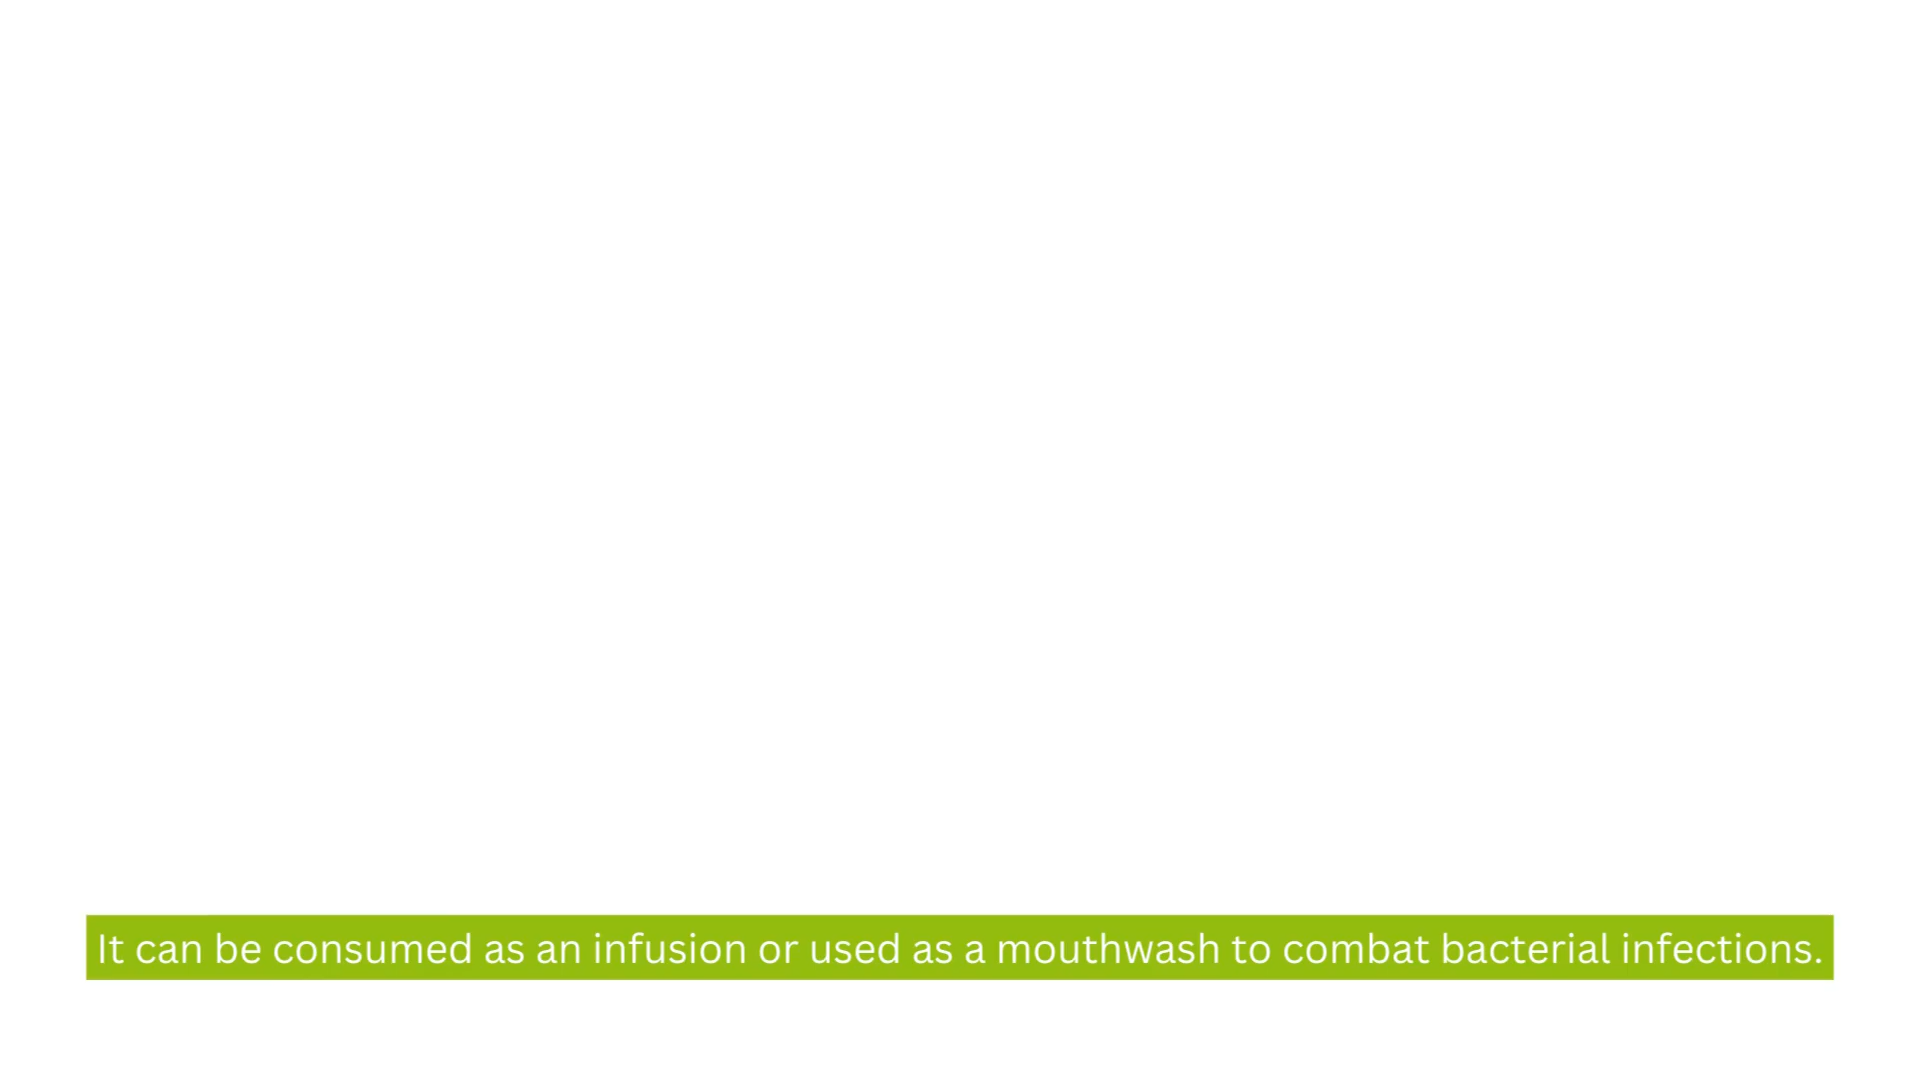 It can be consumed as an infusion or used as a mouthwash to combat bacterial infections.